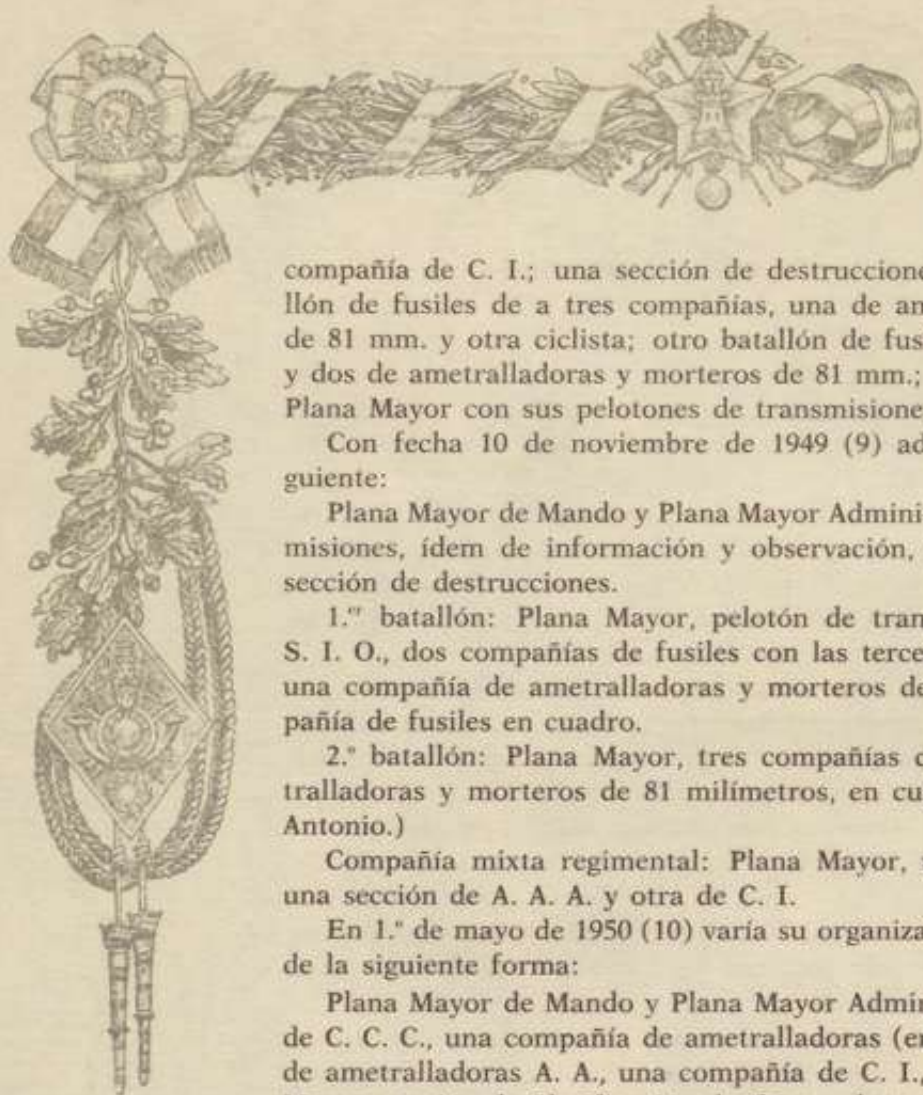 compañía de C. I.; una sección de destruccione
llón de fusiles de a tres compañías, una de am
de 81 mm. y otra ciclista; otro batallón de fus
y dos de ametralladoras y morteros de 81 mm.;
Plana Mayor con sus pelotones de transmisione
Con fecha 10 de noviembre de 1949 (9) ad
guiente:
Plana Mayor de Mando y Plana Mayor Admini
misiones, ídem de información y observación,
sección de destrucciones.
1.er batallón: Plana Mayor, pelotón de tran
S. I. O., dos compañías de fusiles con las terce
una compañía de ametralladoras y morteros de
pañía de fusiles en cuadro.
2.º batallón: Plana Mayor, tres compañías d
tralladoras y morteros de 81 milímetros, en cu
Antonio.)
Compañía mixta regimental: Plana Mayor,
una sección de A. A. A. y otra de C. I.
En 1.º de mayo de 1950 (10) varía su organiza
de la siguiente forma:
Plana Mayor de Mando y Plana Mayor Admin
de C. C. C., una compañía de ametralladoras (en
de ametralladoras A. A., una compañía de C. I.,